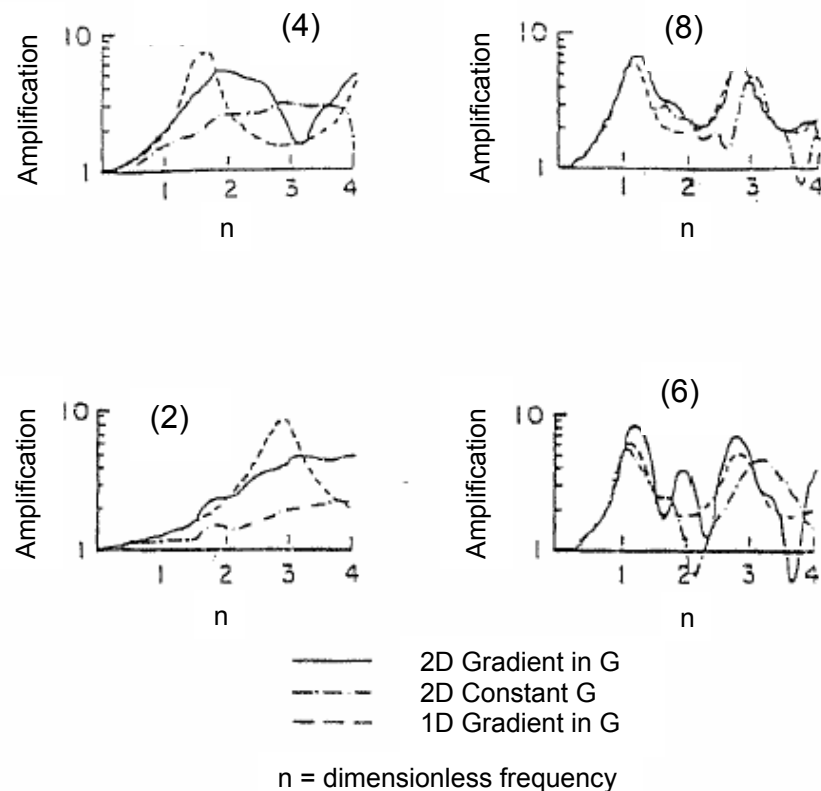 (4)
10
Amplification
1
1 2 3 4
n
(8)
10
Amplification
1
1 2 3 4
n
(2)
10
Amplification
1
1 2 3 4
n
(6)
10
Amplification
1
1 2 3 4
n
2D Gradient in G
2D Constant G
1D Gradient in G
n = dimensionless frequency